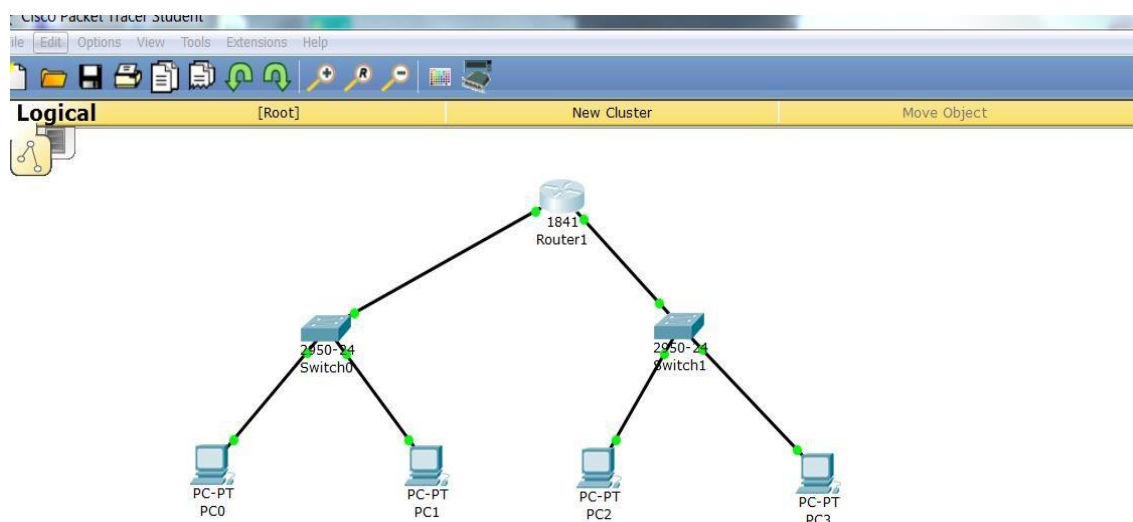 Cisco Packet Tracer Student
ile Edit Options View Tools Extensions Help
R
Logical [Root] New Cluster Move Object
1841
Router1
2950-24
Switch0
2950-24
Switch1
PC-PT
PC0
PC-PT
PC1
PC-PT
PC2
PC-PT
PC3